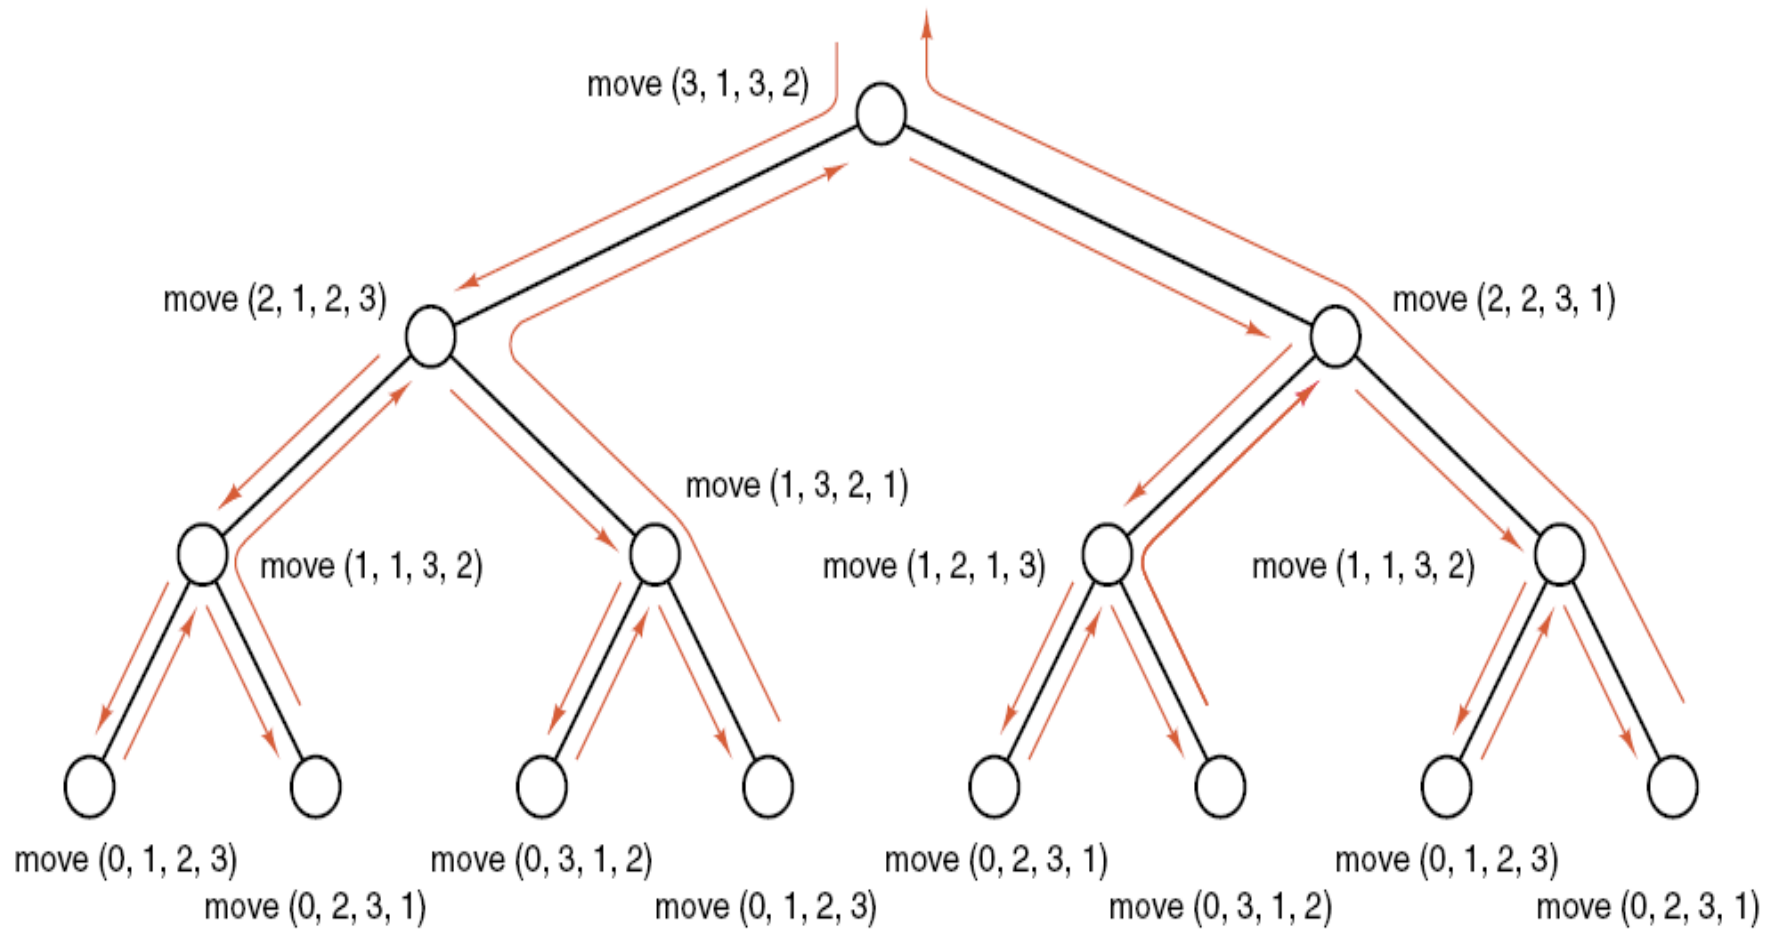 move (3, 1, 3, 2)
move (2, 1, 2, 3)
move (2, 2, 3, 1)
move (1, 3, 2, 1)
move (1, 1, 3, 2)
move (1, 2, 1, 3)
move (1, 1, 3, 2)
move (0, 1, 2, 3)
move (0, 3, 1, 2)
move (0, 2, 3, 1)
move (0, 1, 2, 3)
move (0, 2, 3, 1)
move (0, 1, 2, 3)
move (0, 3, 1, 2)
move (0, 2, 3, 1)